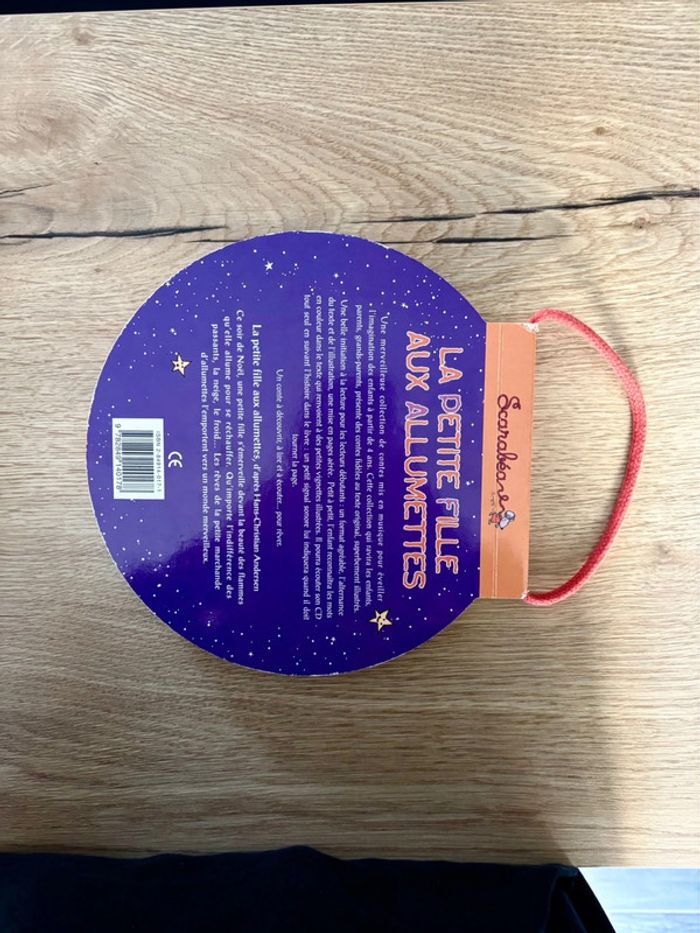 Scarabéa
LA PETITE FILLE
AUX ALLUMETTES
"Une merveilleuse collection de contes mis en musique pour éveiller
l'imagination des enfants à partir de 4 ans. Cette collection qui ravira les enfants,
parents, grands-parents, présente des contes fidèles au texte original, superbement illustrés.
Une belle initiation à la lecture pour les lecteurs débutants : un format agréable, l'alternance
du texte et de l'illustration, une mise en pages aérée. Petit à petit, l'enfant reconnaîtra les mots
en couleur dans le texte qui renvoient à des petites vignettes illustrées. Il pourra écouter son CD
tout seul en suivant l'histoire dans le livre : un petit signal sonore lui indiquera quand il doit
tourner la page.
Un conte à découvrir, à lire et à écouter... pour rêver.
La petite fille aux allumettes, d'après Hans-Christian Andersen
Ce soir de Noël, une petite fille s'émerveille devant la beauté des flammes
qu'elle allume pour se réchauffer. Qu'importe l'indifférence des
passants, la neige, le froid... Les rêves de la petite marchande
d'allumettes l'emportent vers un monde merveilleux.
CE
ISBN 2-84914-017-1
9 782849 140178